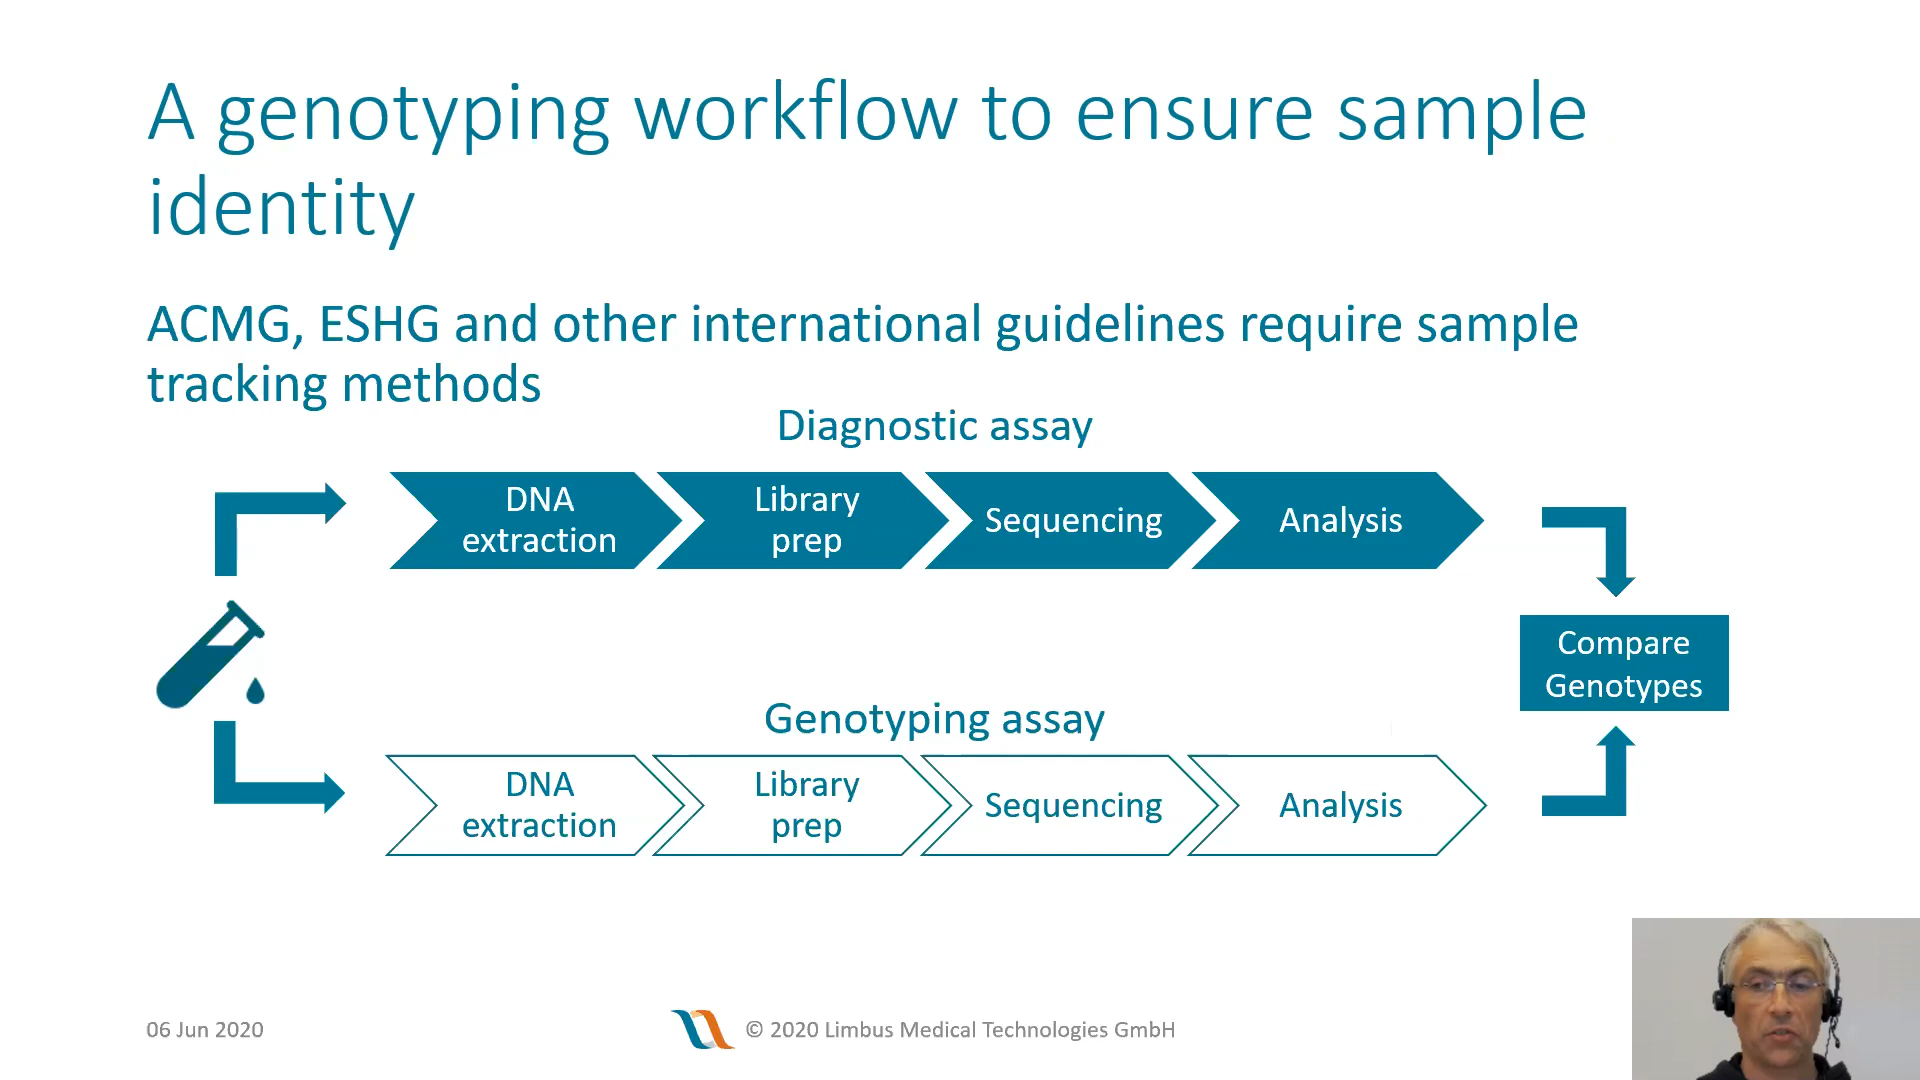 A genotyping workflow to ensure sample
identity
ACMG, ESHG and other international guidelines require sample
tracking methods
Diagnostic assay
DNA
extraction
Library
prep
Sequencing
Analysis
Compare
Genotypes
Genotyping assay
DNA
extraction
Library
prep
Sequencing
Analysis
06 Jun 2020
© 2020 Limbus Medical Technologies GmbH